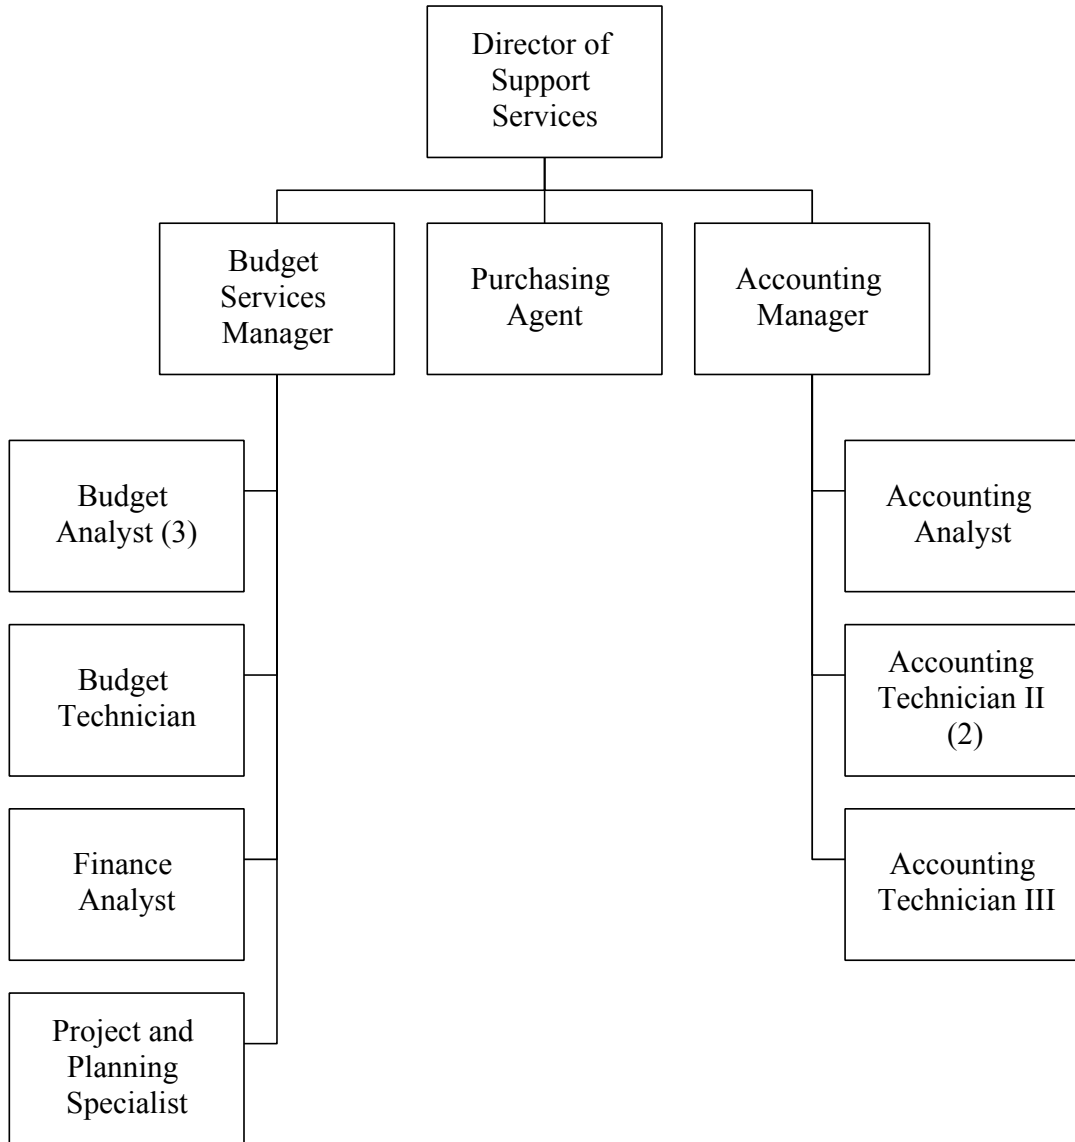 Director of
Support
Services
Budget
Services
Manager
Purchasing
Agent
Accounting
Manager
Budget
Analyst (3)
Budget
Technician
Finance
Analyst
Project and
Planning
Specialist
Accounting
Analyst
Accounting
Technician II
(2)
Accounting
Technician III